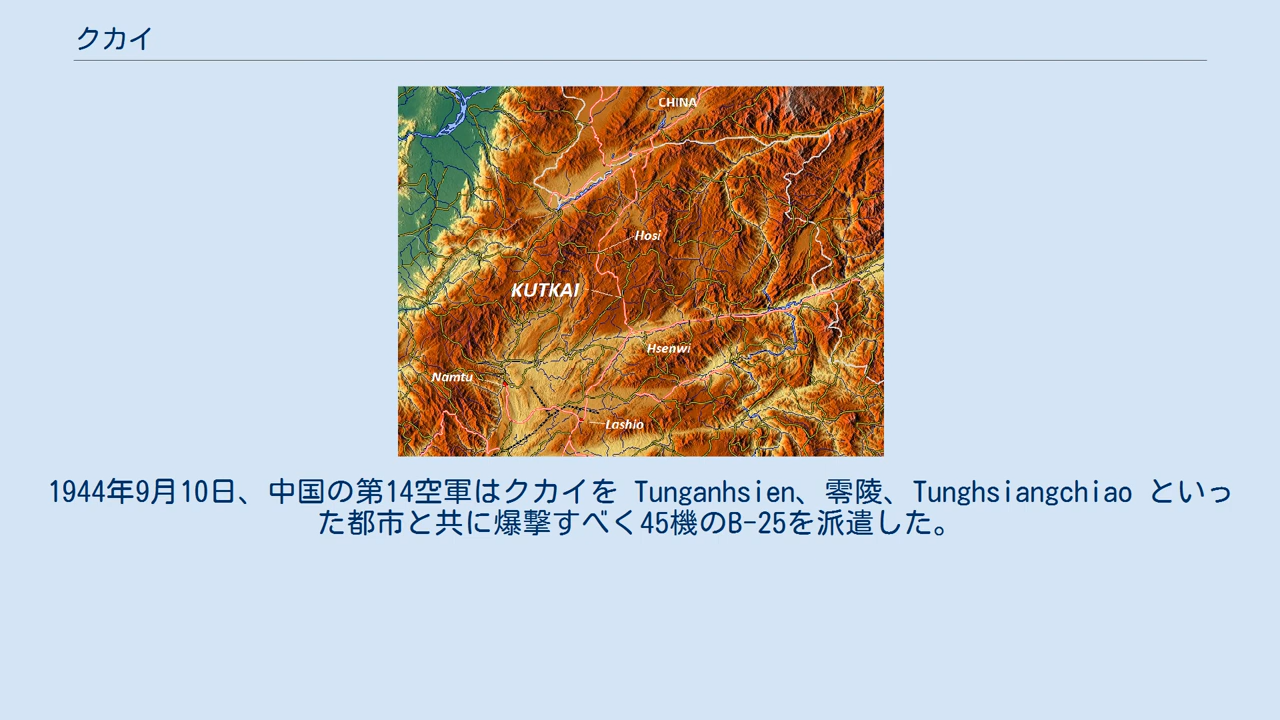 クカイ
CHINA
Hosi
KUTKAI
Hsenwi
Namtu
Lashio
1944年9月10日、中国の第14空軍はクカイを Tunganhsien、零陵、Tunghsiangchiao といっ
た都市と共に爆撃すべく45機のB-25を派遣した。